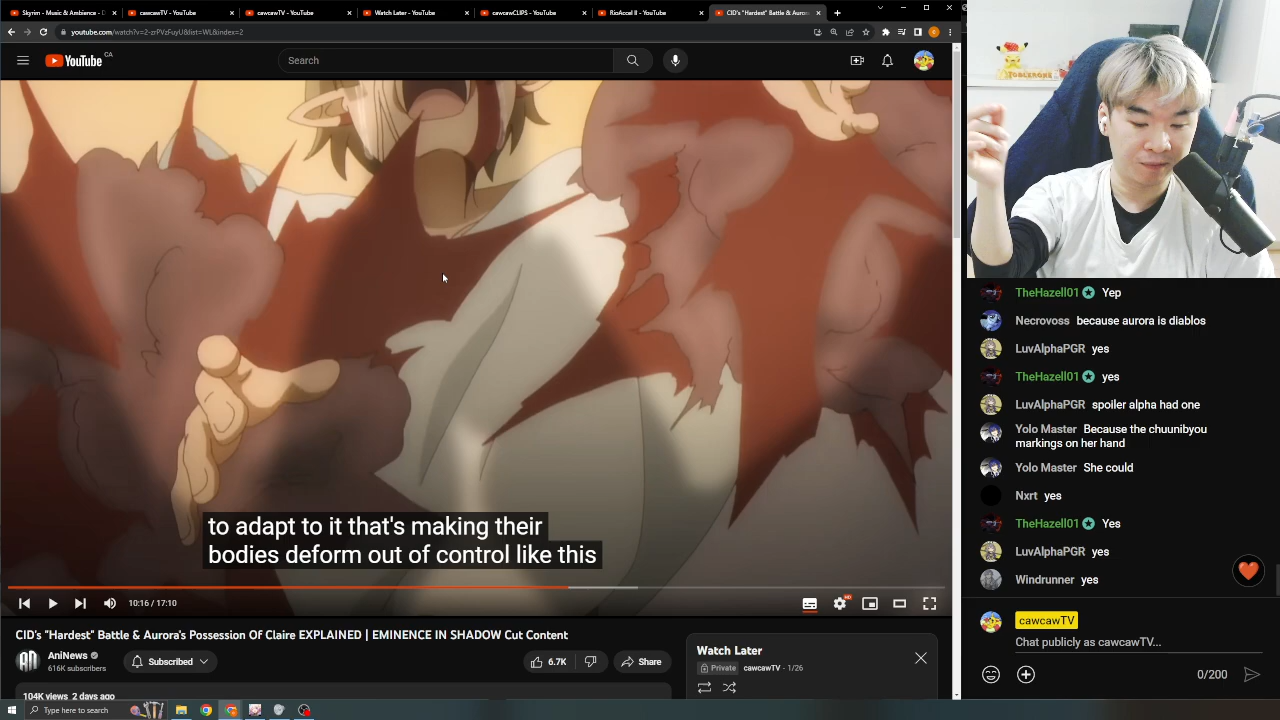 Skyrim - Music & Ambience - D
cawcawTV - YouTube
cawcawTV - YouTube
Watch Later - YouTube
cawcawCLIPS - YouTube
RioAccel II - YouTube
CID's "Hardest" Battle & Aurora
youtube.com/watch?v=2-zrPVzFuyU&list=WL&index=2
YouTube CA
Search
TOBLERONE
to adapt to it that's making their
bodies deform out of control like this
10:16 / 17:10
HD
CID's "Hardest" Battle & Aurora's Possession Of Claire EXPLAINED | EMINENCE IN SHADOW Cut Content
AN
AniNews
616K subscribers
Subscribed
6.7K
Share
104K views 2 days ago
Watch Later
Private cawcawTV - 1/26
Type here to search
TheHazell01 Yep
Necrovoss because aurora is diablos
LuvAlphaPGR yes
TheHazell01 yes
LuvAlphaPGR spoiler alpha had one
Yolo Master Because the chuunibyou
markings on her hand
Yolo Master She could
Nxrt yes
TheHazell01 Yes
LuvAlphaPGR yes
Windrunner yes
cawcawTV
Chat publicly as cawcawTV...
0/200